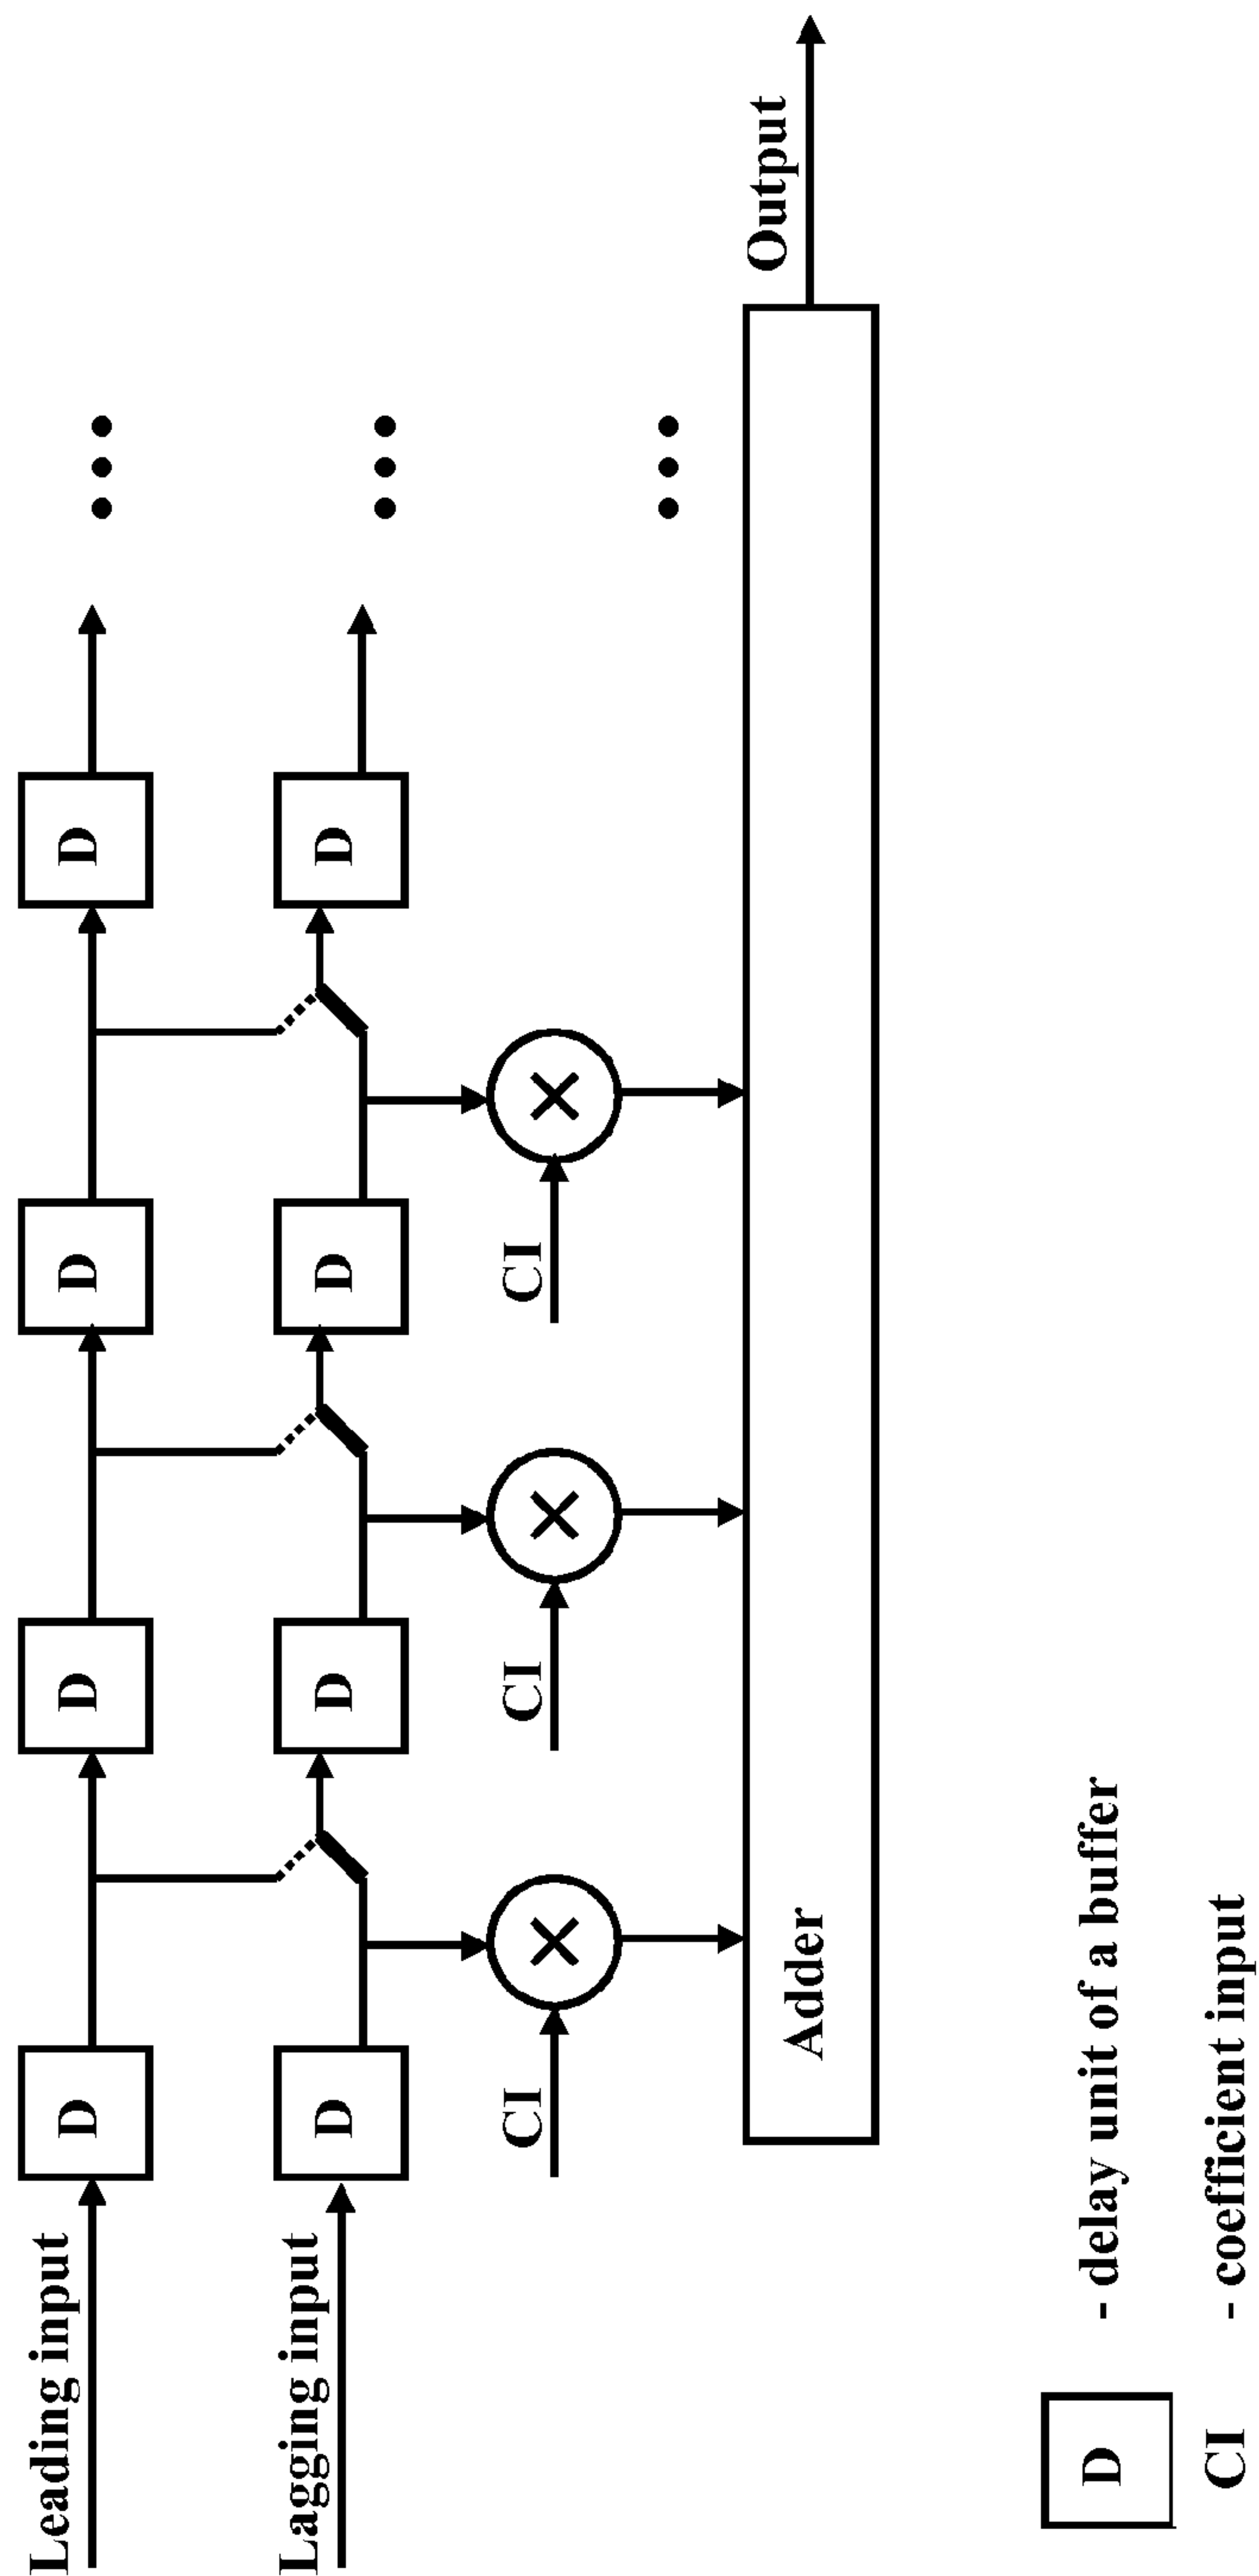 Leading input
D
D
D
D
Lagging input
D
D
D
D
CI
×
CI
×
CI
×
Adder
Output
D - delay unit of a buffer
CI - coefficient input